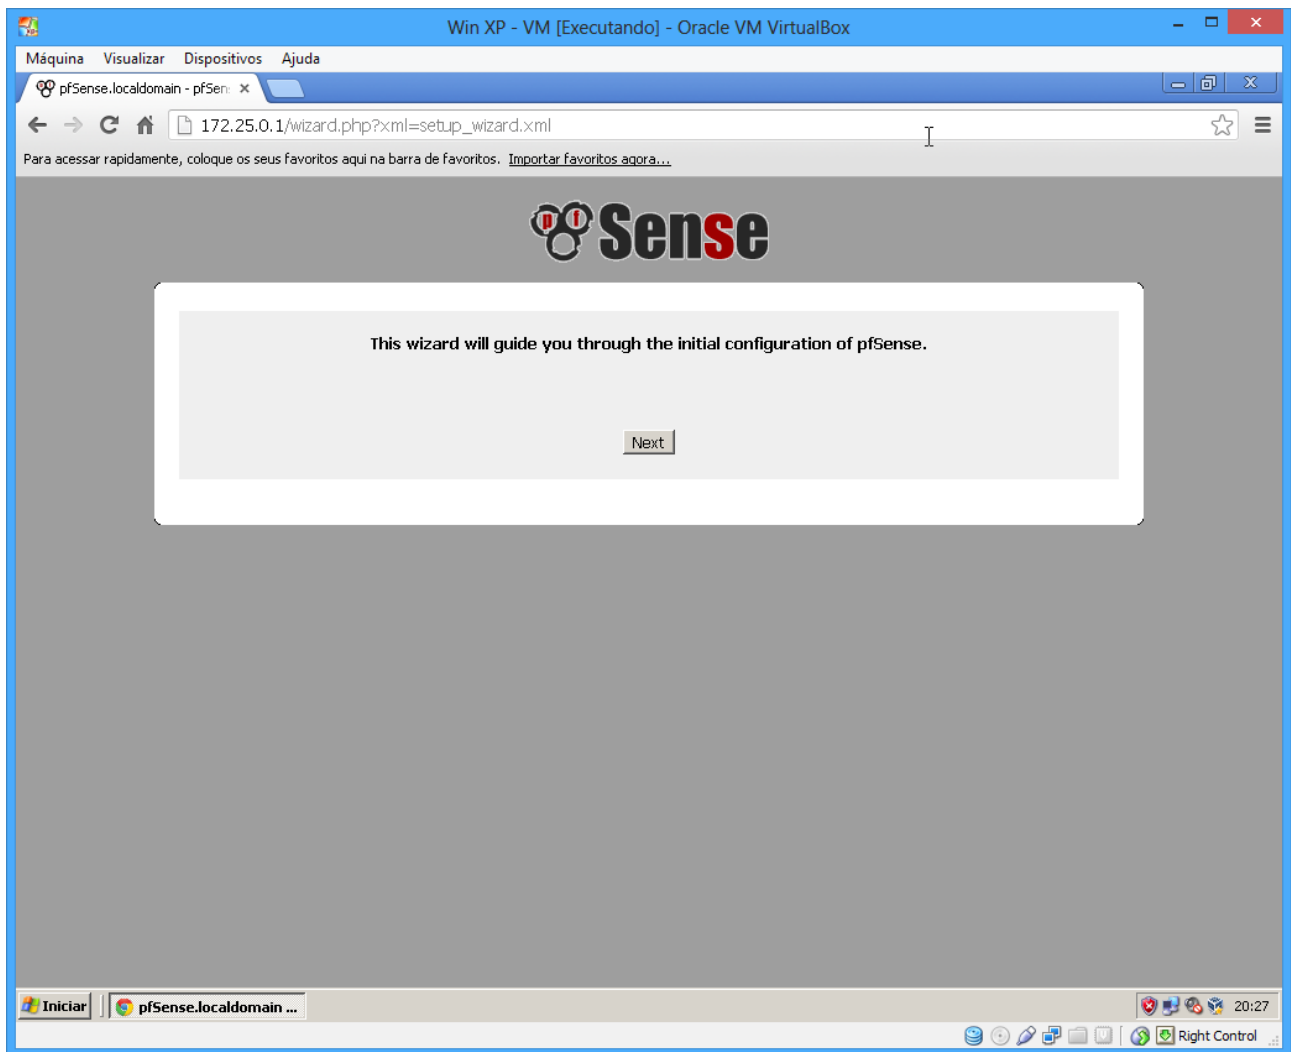 Win XP - VM [Executando] - Oracle VM VirtualBox
Máquina Visualizar Dispositivos Ajuda
pfSense.localdomain - pfSen
172.25.0.1/wizard.php?xml=setup_wizard.xml
Para acessar rapidamente, coloque os seus favoritos aqui na barra de favoritos. Importar favoritos agora...
pf Sense
This wizard will guide you through the initial configuration of pfSense.
Next
Iniciar pfSense.localdomain ... 20:27
Right Control